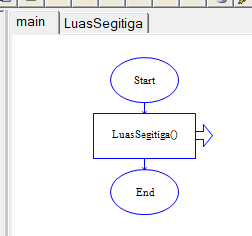 main LuasSegitiga
Start
LuasSegitiga()
End